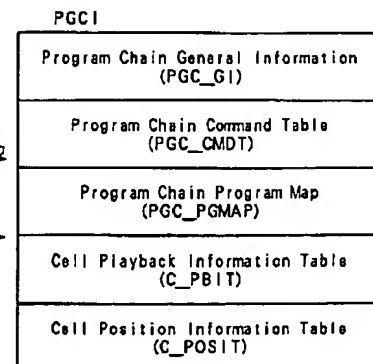 PGCI
Program Chain General Information
(PGC_GI)
Program Chain Command Table
(PGC_CMDT)
Program Chain Program Map
(PGC_PGMAP)
Cell Playback Information Table
(C_PBIT)
Cell Position Information Table
(C_POSIT)